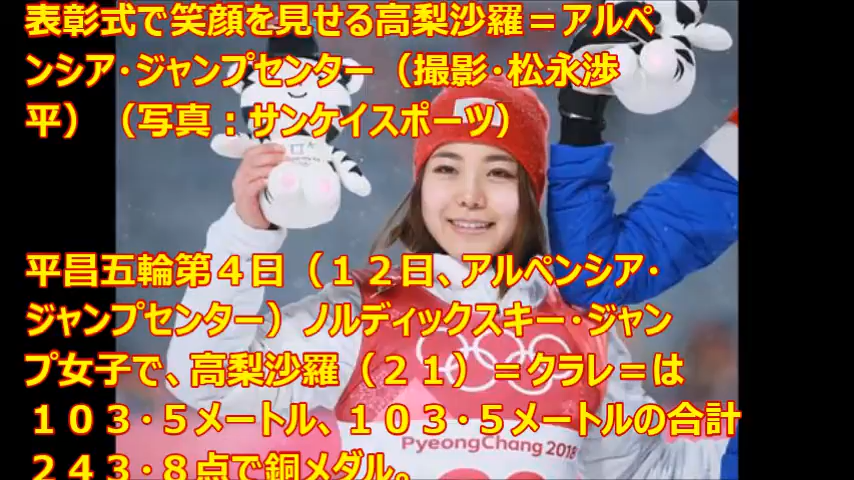 表彰式で笑顔を見せる高梨沙羅＝アルペ
ンシア・ジャンプセンター（撮影・松永渉
平）（写真：サンケイスポーツ）
平昌五輪第４日（１２日、アルペンシア・
ジャンプセンター）ノルディックスキー・ジャン
プ女子で、高梨沙羅（２１）＝クラレ＝は
１０３・５メートル、１０３・５メートルの合計
２４３・８点で銅メダル。
PyeongChang 2018